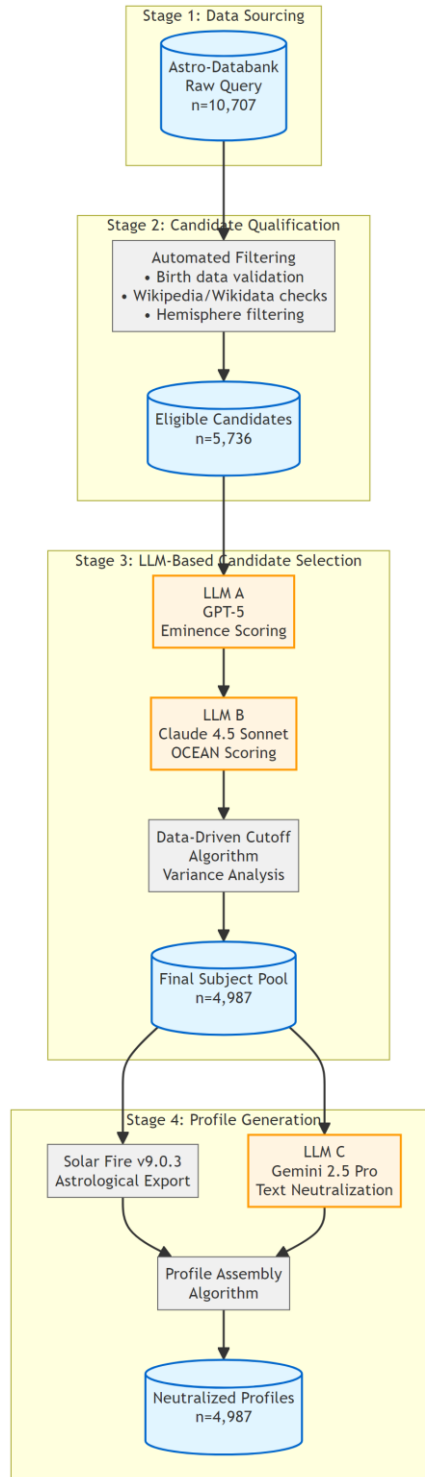 Stage 1: Data Sourcing
Astro-Databank
Raw Query
n=10,707
Stage 2: Candidate Qualification
Automated Filtering
• Birth data validation
• Wikipedia/Wikidata checks
• Hemisphere filtering
Eligible Candidates
n=5,736
Stage 3: LLM-Based Candidate Selection
LLM A
GPT-5
Eminence Scoring
LLM B
Claude 4.5 Sonnet
OCEAN Scoring
Data-Driven Cutoff
Algorithm
Variance Analysis
Final Subject Pool
n=4,987
Stage 4: Profile Generation
Solar Fire v9.0.3
Astrological Export
LLM C
Gemini 2.5 Pro
Text Neutralization
Profile Assembly
Algorithm
Neutralized Profiles
n=4,987